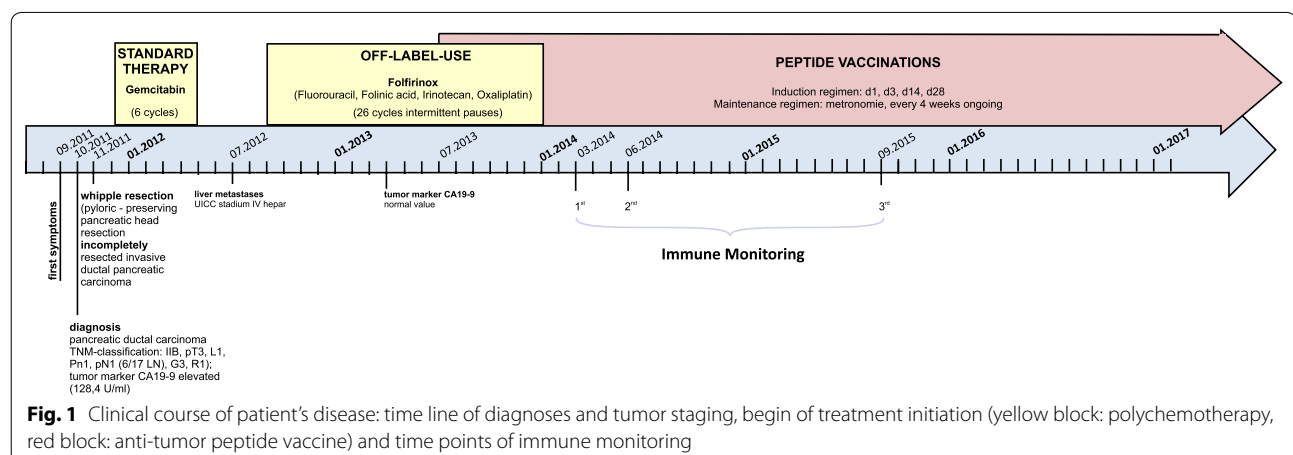 STANDARD
THERAPY
Gemcitabin
(6 cycles)
OFF-LABEL-USE
Folfirinox
(Fluorouracil, Folinic acid, Irinotecan, Oxaliplatin)
(26 cycles intermittent pauses)
PEPTIDE VACCINATIONS
Induction regimen: d1, d3, d14, d28
Maintenance regimen: metronomie, every 4 weeks ongoing
09.2011
10.2011
11.2011
01.2012
07.2012
01.2013
07.2013
01.2014
03.2014
06.2014
01.2015
09.2015
01.2016
01.2017
first symptoms
whipple resection
(pyloric - preserving
pancreatic head
resection
incompletely
resected invasive
ductal pancreatic
carcinoma
liver metastases
UICC stadium IV hepar
tumor marker CA19-9
normal value
1st
2nd
3rd
Immune Monitoring
diagnosis
pancreatic ductal carcinoma
TNM-classification: IIB, pT3, L1,
Pn1, pN1 (6/17 LN), G3, R1);
tumor marker CA19-9 elevated
(128,4 U/ml)
Fig. 1 Clinical course of patient's disease: time line of diagnoses and tumor staging, begin of treatment initiation (yellow block: polychemotherapy,
red block: anti-tumor peptide vaccine) and time points of immune monitoring